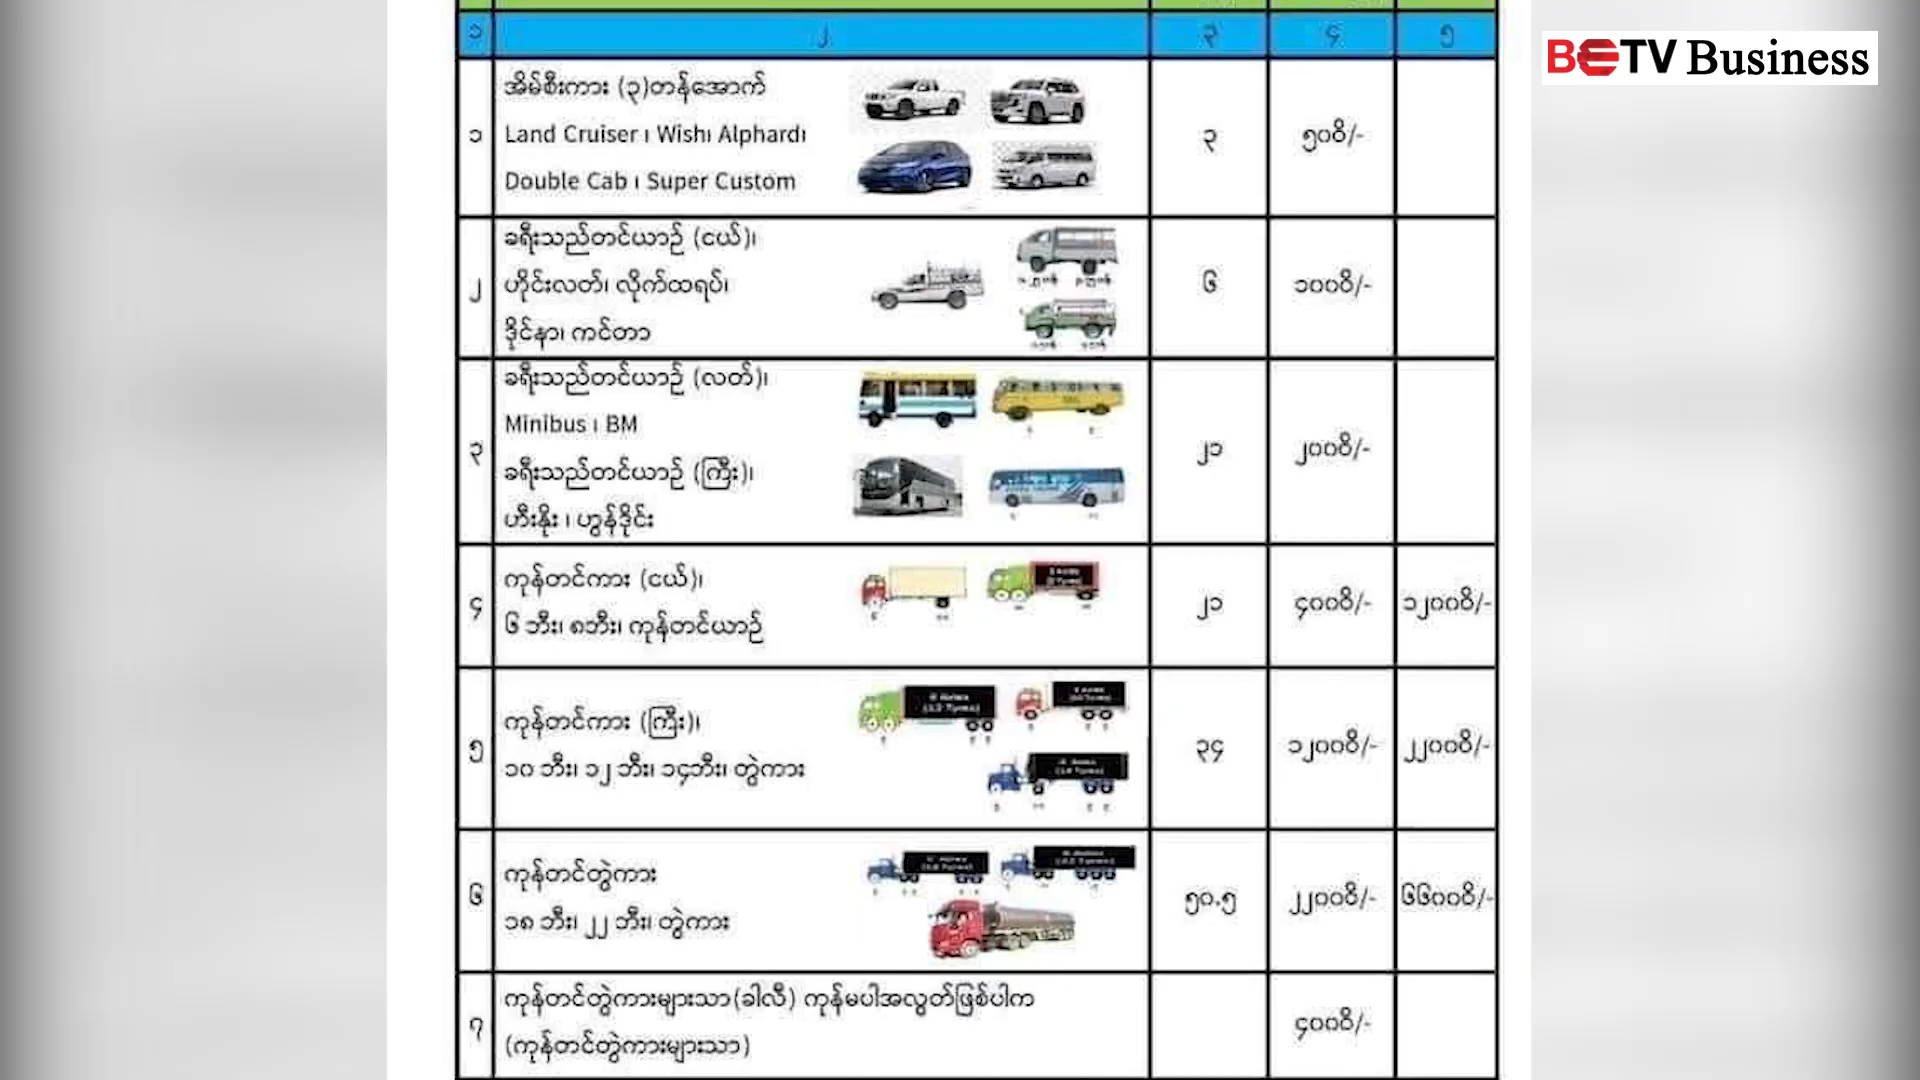 BETV Business
၁ ၂ ၃ ၄ ၅
၁ အိမ်စီးကား (၃)တန်အောက်
Land Cruiser ၊ Wish၊ Alphard၊
Double Cab ၊ Super Custom
၃ ၅၀ဝိ/-
၂ ခရီးသည်တင်ယာဉ် (ငယ်)၊
ဟိုင်းလတ်၊ လိုက်ထရပ်၊
ဒိုင်နာ၊ ကင်တာ
၆ ၁၀၀ဝိ/-
၃ ခရီးသည်တင်ယာဉ် (လတ်)၊
Minibus ၊ BM
ခရီးသည်တင်ယာဉ် (ကြီး)၊
ဟီးနိုး ၊ ဟွန်ဒိုင်း
၂၁ ၂၀၀ဝိ/-
၄ ကုန်တင်ကား (ငယ်)၊
၆ ဘီး၊ ၈ဘီး၊ ကုန်တင်ယာဉ်
၂၁ ၄၀၀ဝိ/- ၁၂၀၀ဝိ/-
၅ ကုန်တင်ကား (ကြီး)၊
၁၀ ဘီး၊ ၁၂ ဘီး၊ ၁၄ဘီး၊ တွဲကား
၃၄ ၁၂၀၀ဝိ/- ၂၂၀၀ဝိ/-
၆ ကုန်တင်တွဲကား
၁၈ ဘီး၊ ၂၂ ဘီး၊ တွဲကား
၅၀.၅ ၂၂၀၀ဝိ/- ၆၆၀၀ဝိ/-
၇ ကုန်တင်တွဲကားများသာ(ခါလီ) ကုန်မပါအလွတ်ဖြစ်ပါက
(ကုန်တင်တွဲကားများသာ)
၄၀၀ဝိ/-